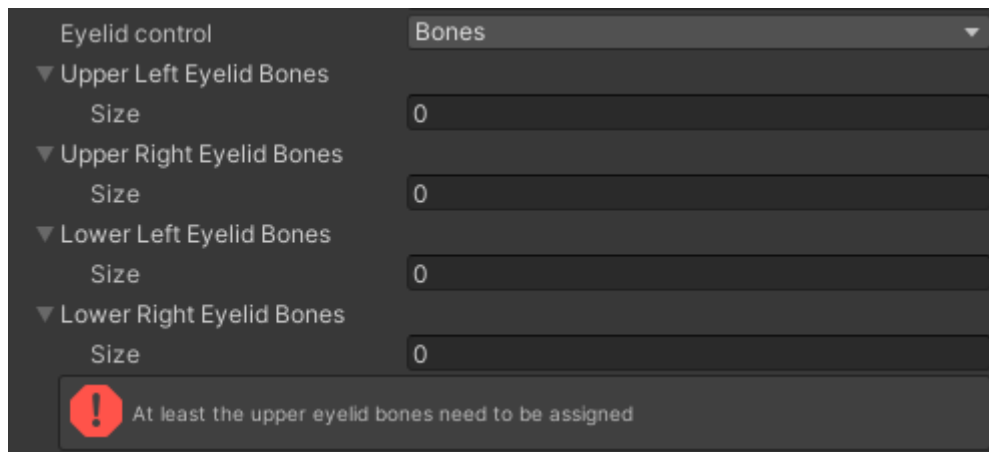 Eyelid control Bones
Upper Left Eyelid Bones
Size 0
Upper Right Eyelid Bones
Size 0
Lower Left Eyelid Bones
Size 0
Lower Right Eyelid Bones
Size 0
At least the upper eyelid bones need to be assigned